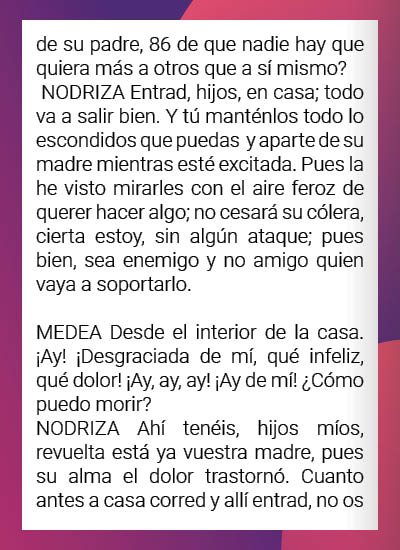 de su padre, 86 de que nadie hay que
quiera más a otros que a sí mismo?
NODRIZA Entrad, hijos, en casa; todo
va a salir bien. Y tú manténlos todo lo
escondidos que puedas y aparte de su
madre mientras esté excitada. Pues la
he visto mirarles con el aire feroz de
querer hacer algo; no cesará su cólera,
cierta estoy, sin algún ataque; pues
bien, sea enemigo y no amigo quien
vaya a soportarlo.

MEDEA Desde el interior de la casa.
¡Ay! ¡Desgraciada de mí, qué infeliz,
qué dolor! ¡Ay, ay, ay! ¡Ay de mí! ¿Cómo
puedo morir?
NODRIZA Ahí tenéis, hijos míos,
revuelta está ya vuestra madre, pues
su alma el dolor trastornó. Cuanto
antes a casa corred y allí entrad, no os